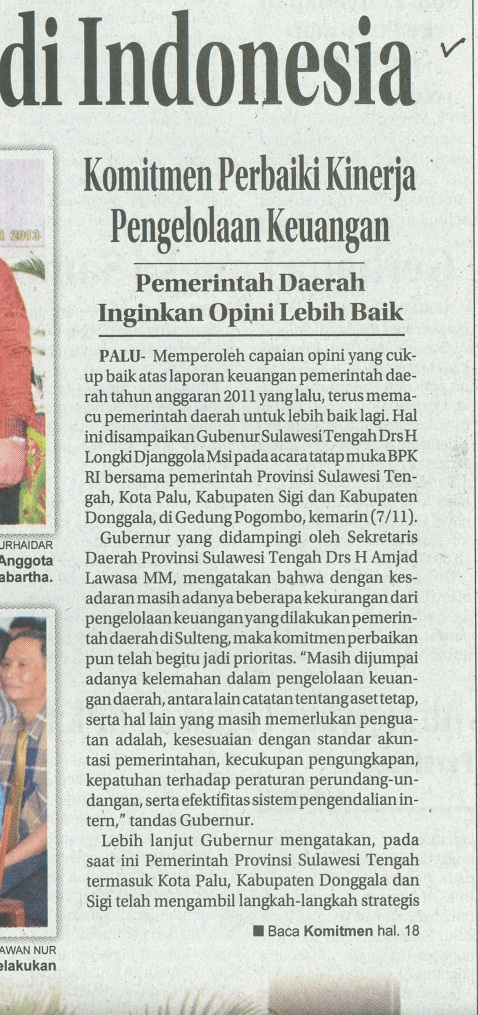 di Indonesia
Komitmen Perbaiki Kinerja
Pengelolaan Keuangan
Pemerintah Daerah
Inginkan Opini Lebih Baik
PALU- Memperoleh capaian opini yang cuk-
up baik atas laporan keuangan pemerintah dae-
rah tahun anggaran 2011 yang lalu, terus mema-
cu pemerintah daerah untuk lebih baik lagi. Hal
ini disampaikan Gubenur Sulawesi Tengah Drs H
Longki Djanggola Msi pada acara tatap muka BPK
RI bersama pemerintah Provinsi Sulawesi Ten-
gah, Kota Palu, Kabupaten Sigi dan Kabupaten
Donggala, di Gedung Pogombo, kemarin (7/11).
Gubernur yang didampingi oleh Sekretaris
Daerah Provinsi Sulawesi Tengah Drs H Amjad
Lawasa MM, mengatakan bahwa dengan kes-
adaran masih adanya beberapa kekurangan dari
pengelolaan keuangan yang dilakukan pemerin-
tah daerah di Sulteng, maka komitmen perbaikan
pun telah begitu jadi prioritas. “Masih dijumpai
adanya kelemahan dalam pengelolaan keuan-
gan daerah, antara lain catatan tentang aset tetap,
serta hal lain yang masih memerlukan pengua-
tan adalah, kesesuaian dengan standar akun-
tasi pemerintahan, kecukupan pengungkapan,
kepatuhan terhadap peraturan perundang-un-
dangan, serta efektifitas sistem pengendalian in-
tern,” tandas Gubernur.
Lebih lanjut Gubernur mengatakan, pada
saat ini Pemerintah Provinsi Sulawesi Tengah
termasuk Kota Palu, Kabupaten Donggala dan
Sigi telah mengambil langkah-langkah strategis
■ Baca Komitmen hal. 18
2013
URHAIDAR
Anggota
abartha.
AWAN NUR
elakukan